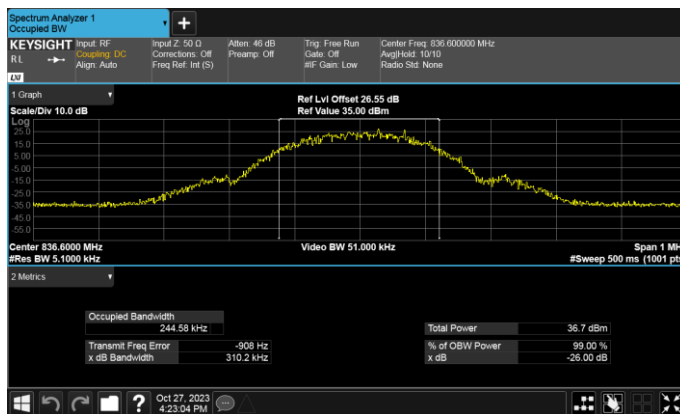 Spectrum Analyzer 1
Occupied BW
+
KEYSIGHT Input: RF Input Z: 50 Ω Atten: 46 dB Trig: Free Run Center Freq: 836.600000 MHz
RL Coupling: DC Corrections: Off Preamp: Off Gate: Off Avg|Hold: 10/10
Align: Auto Freq Ref: Int (S) #IF Gain: Low Radio Std: None
LXI
1 Graph
Ref Lvl Offset 26.55 dB
Scale/Div 10.0 dB Ref Value 35.00 dBm
Log
25.0
15.0
5.00
-5.00
-15.0
-25.0
-35.0
-45.0
-55.0
Center 836.6000 MHz Video BW 51.000 kHz Span 1 MH
#Res BW 5.1000 kHz #Sweep 500 ms (1001 pts
2 Metrics
Occupied Bandwidth
244.58 kHz Total Power 36.7 dBm
Transmit Freq Error -908 Hz % of OBW Power 99.00 %
x dB Bandwidth 310.2 kHz x dB -26.00 dB
? Oct 27, 2023
4:23:04 PM